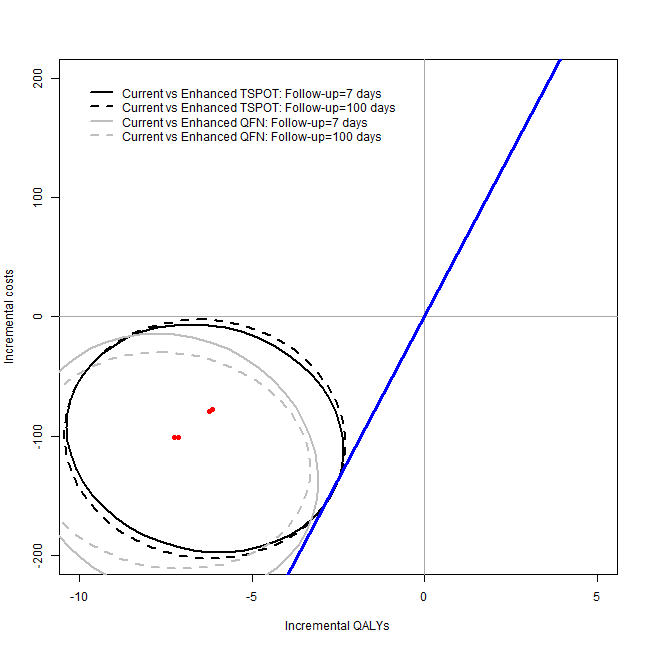 Current vs Enhanced TSPOT: Follow-up=7 days
Current vs Enhanced TSPOT: Follow-up=100 days
Current vs Enhanced QFN: Follow-up=7 days
Current vs Enhanced QFN: Follow-up=100 days
Incremental costs
200
100
0
-100
-200
-10
-5
0
5
Incremental QALYs